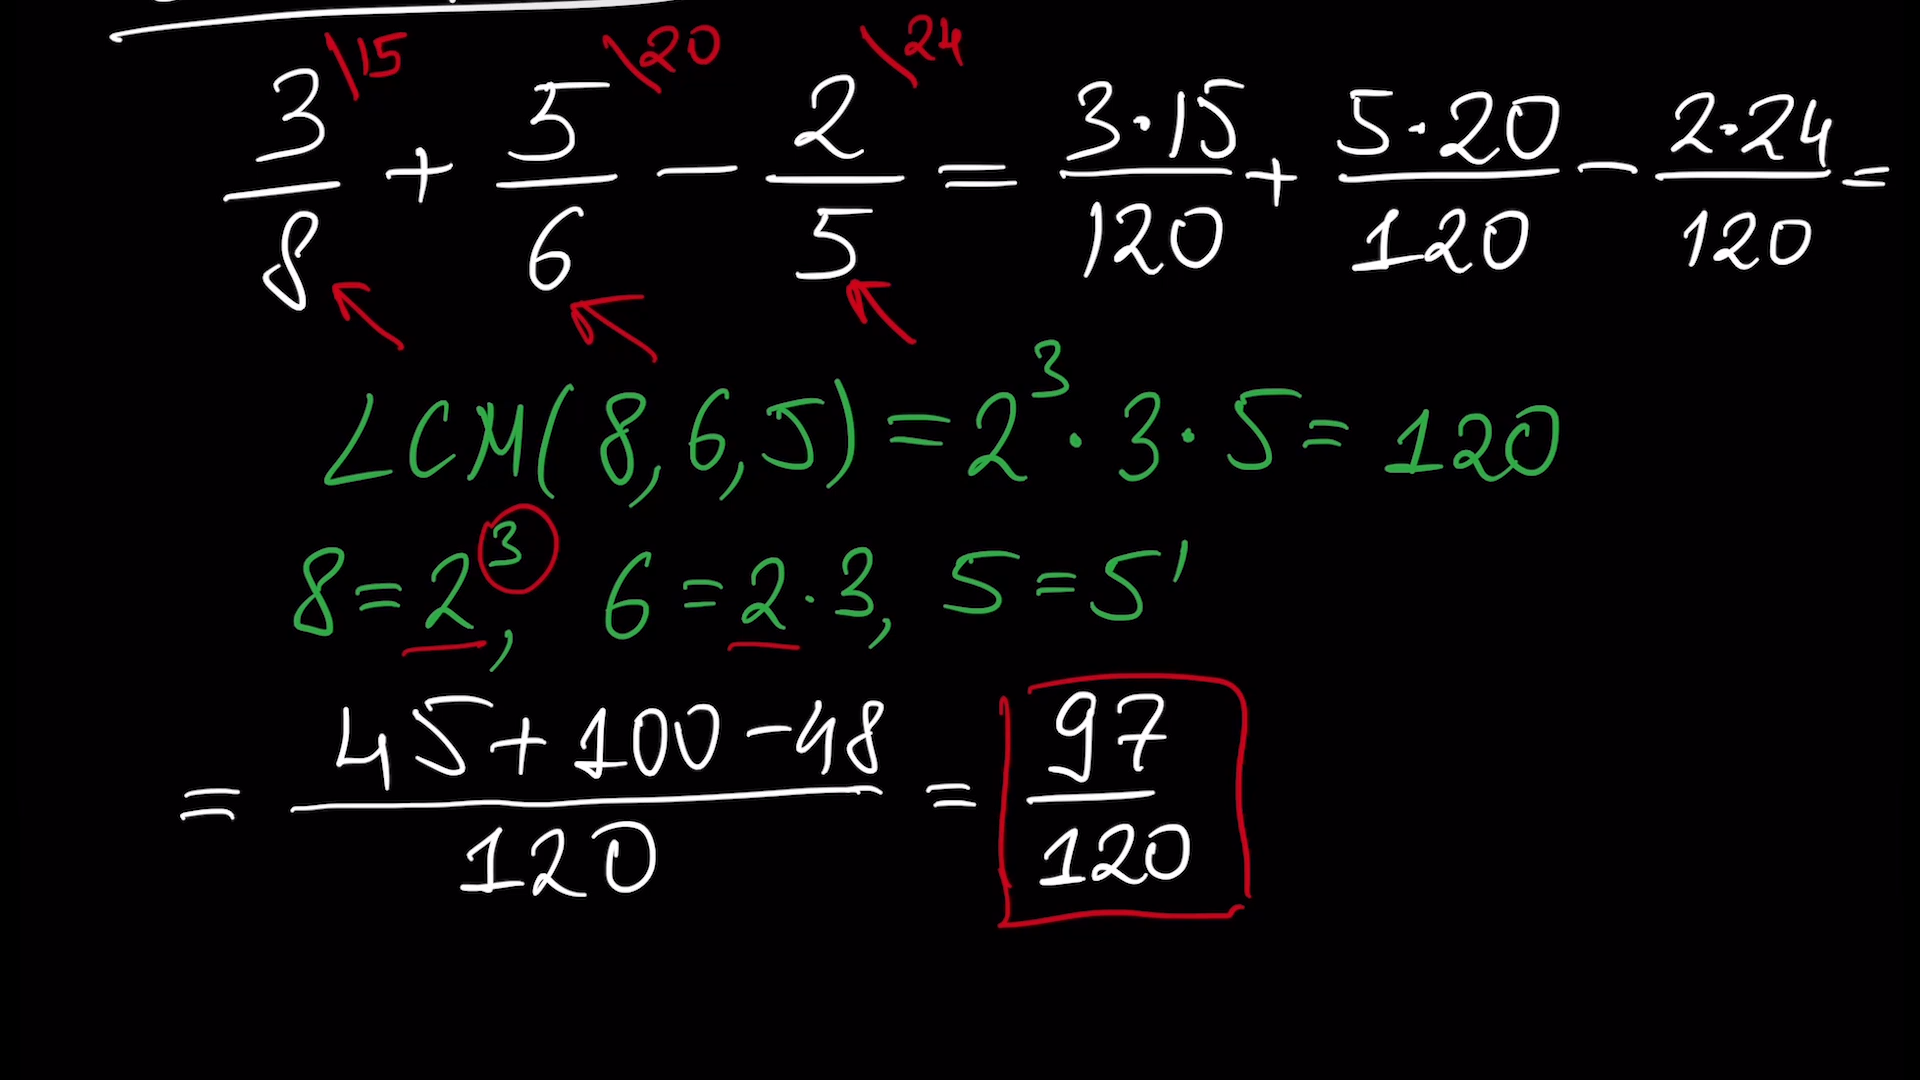 \15 \20 \24
3/8 + 5/6 - 2/5 = 3·15/120 + 5·20/120 - 2·24/120 =
LCM(8,6,5) = 2³ · 3 · 5 = 120
8 = 2³, 6 = 2·3, 5 = 5¹
= 45+100-48/120 = 97/120